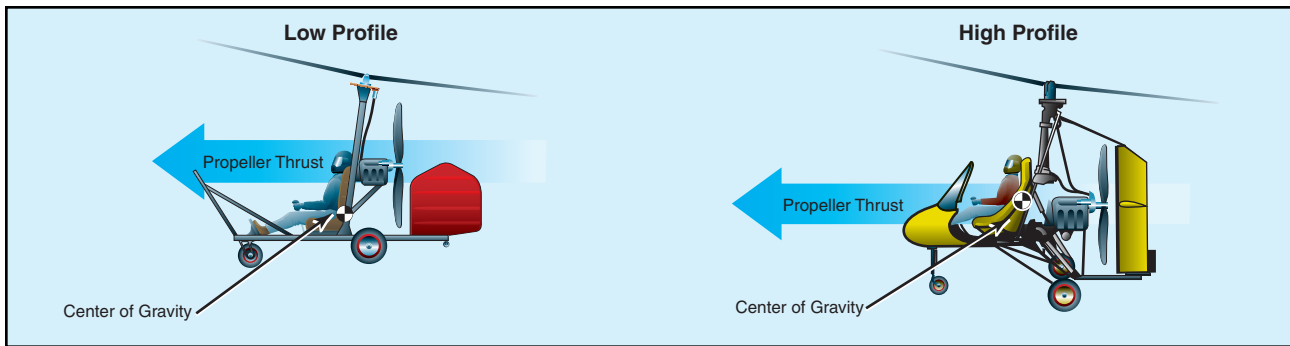 Low Profile
Propeller Thrust
Center of Gravity
High Profile
Propeller Thrust
Center of Gravity